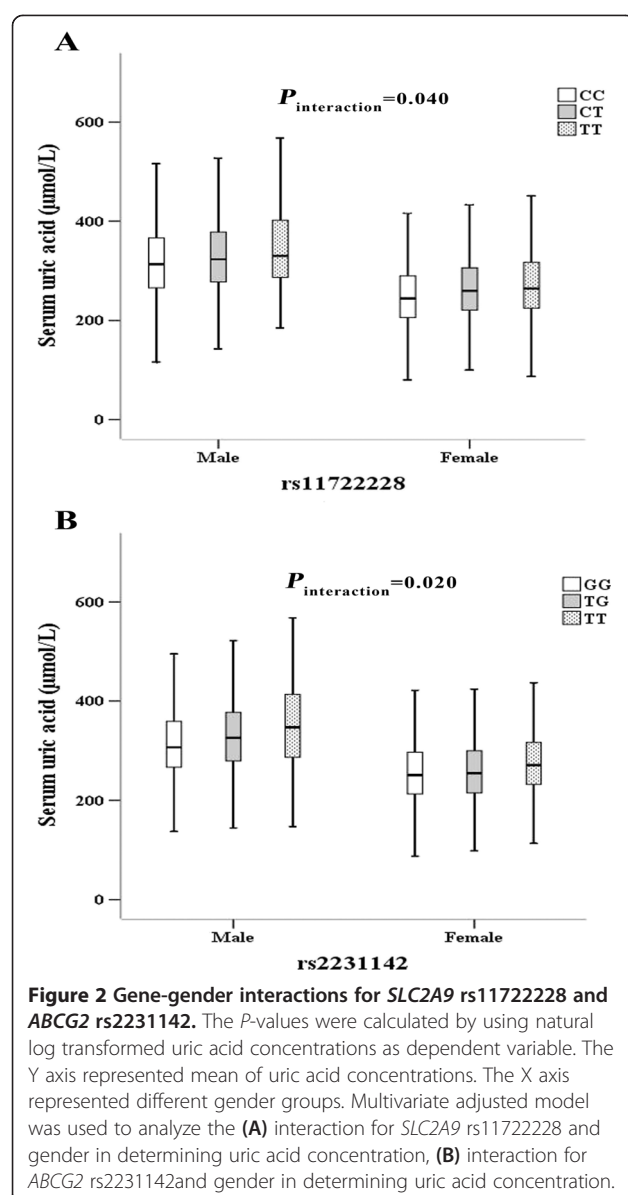 A
P interaction=0.040
CC
CT
TT
Serum uric acid (μmol/L)
600
400
200
0
Male Female
rs11722228
B
P interaction=0.020
GG
TG
TT
Serum uric acid (μmol/L)
600
400
200
0
Male Female
rs2231142
Figure 2 Gene-gender interactions for SLC2A9 rs11722228 and
ABCG2 rs2231142. The P-values were calculated by using natural
log transformed uric acid concentrations as dependent variable. The
Y axis represented mean of uric acid concentrations. The X axis
represented different gender groups. Multivariate adjusted model
was used to analyze the (A) interaction for SLC2A9 rs11722228 and
gender in determining uric acid concentration, (B) interaction for
ABCG2 rs2231142and gender in determining uric acid concentration.